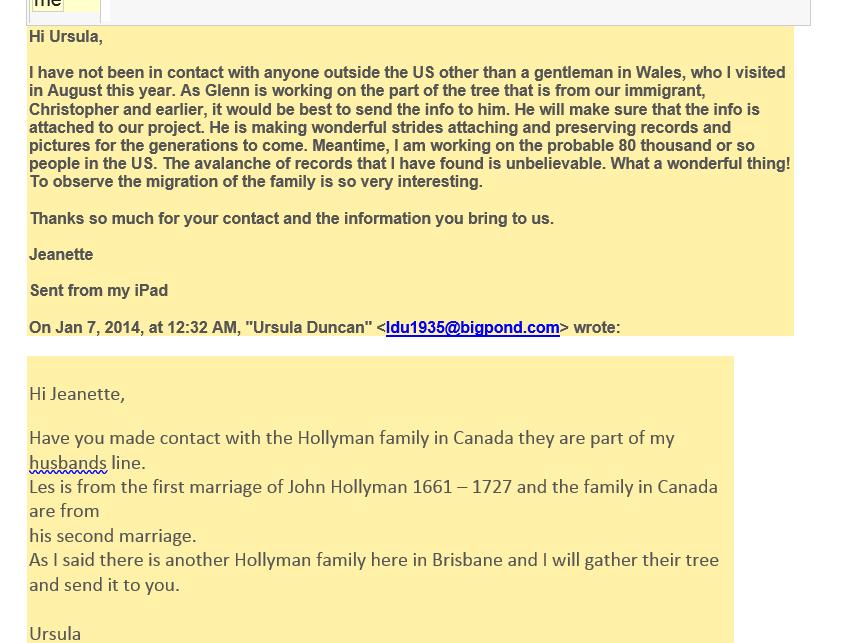 me
Hi Ursula,
I have not been in contact with anyone outside the US other than a gentleman in Wales, who I visited
in August this year. As Glenn is working on the part of the tree that is from our immigrant,
Christopher and earlier, it would be best to send the info to him. He will make sure that the info is
attached to our project. He is making wonderful strides attaching and preserving records and
pictures for the generations to come. Meantime, I am working on the probable 80 thousand or so
people in the US. The avalanche of records that I have found is unbelievable. What a wonderful thing!
To observe the migration of the family is so very interesting.
Thanks so much for your contact and the information you bring to us.
Jeanette
Sent from my iPad
On Jan 7, 2014, at 12:32 AM, "Ursula Duncan" <ldu1935@bigpond.com> wrote:
Hi Jeanette,
Have you made contact with the Hollyman family in Canada they are part of my
husbands line.
Les is from the first marriage of John Hollyman 1661 – 1727 and the family in Canada
are from
his second marriage.
As I said there is another Hollyman family here in Brisbane and I will gather their tree
and send it to you.
Ursula